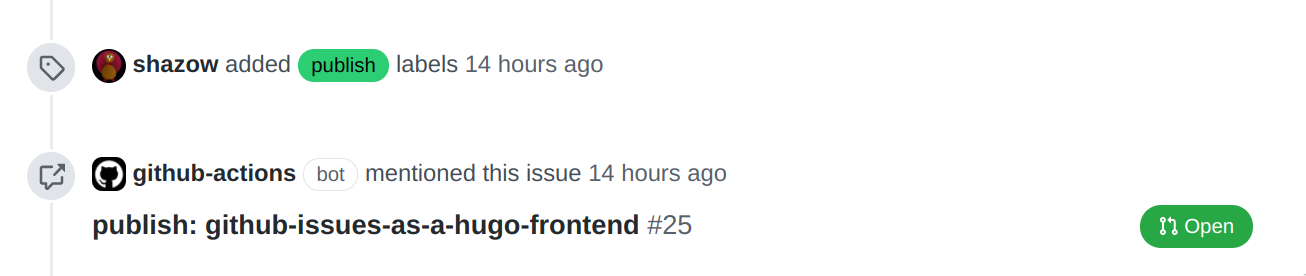 shazow added publish labels 14 hours ago
github-actions bot mentioned this issue 14 hours ago
publish: github-issues-as-a-hugo-frontend #25 Open